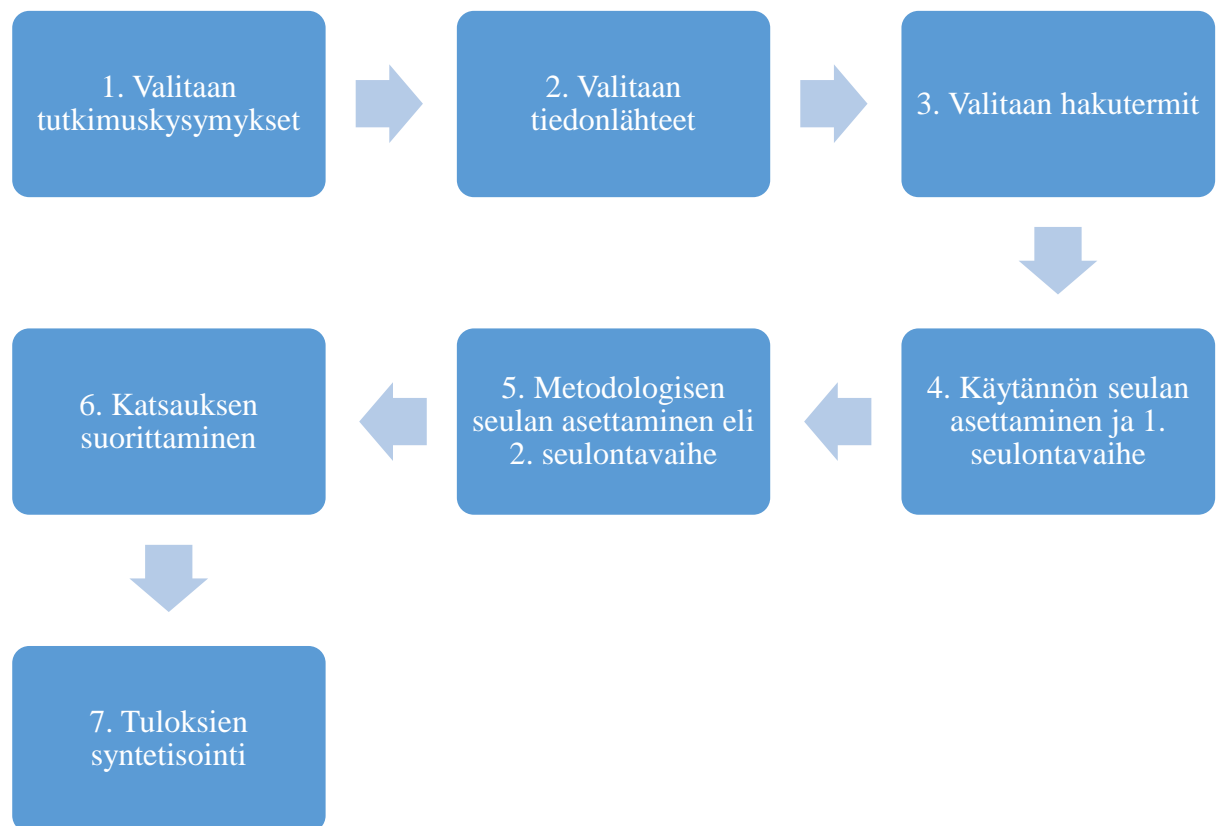 1. Valitaan
tutkimuskysymykset
2. Valitaan
tiedonlähteet
3. Valitaan hakutermit
4. Käytännön seulan
asettaminen ja 1.
seulontavaihe
5. Metodologisen
seulan asettaminen eli
2. seulontavaihe
6. Katsauksen
suorittaminen
7. Tuloksien
syntetisointi